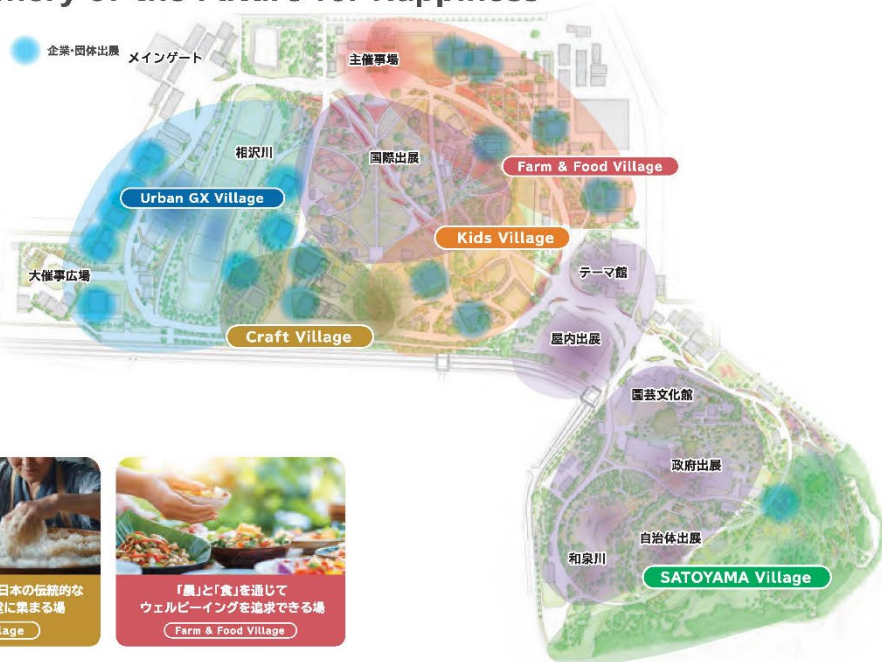 of the Future for Happiness
企業・団体出展
メインゲート
主催事場
相沢川
国際出展
Farm & Food Village
Urban GX Village
Kids Village
大催事広場
テーマ館
Craft Village
屋内出展
園芸文化館
政府出展
自治体出展
和泉川
SATOYAMA Village
日本の伝統的な
に集まる場
「農」と「食」を通じて
ウェルビーイングを追求できる場
Farm & Food Village